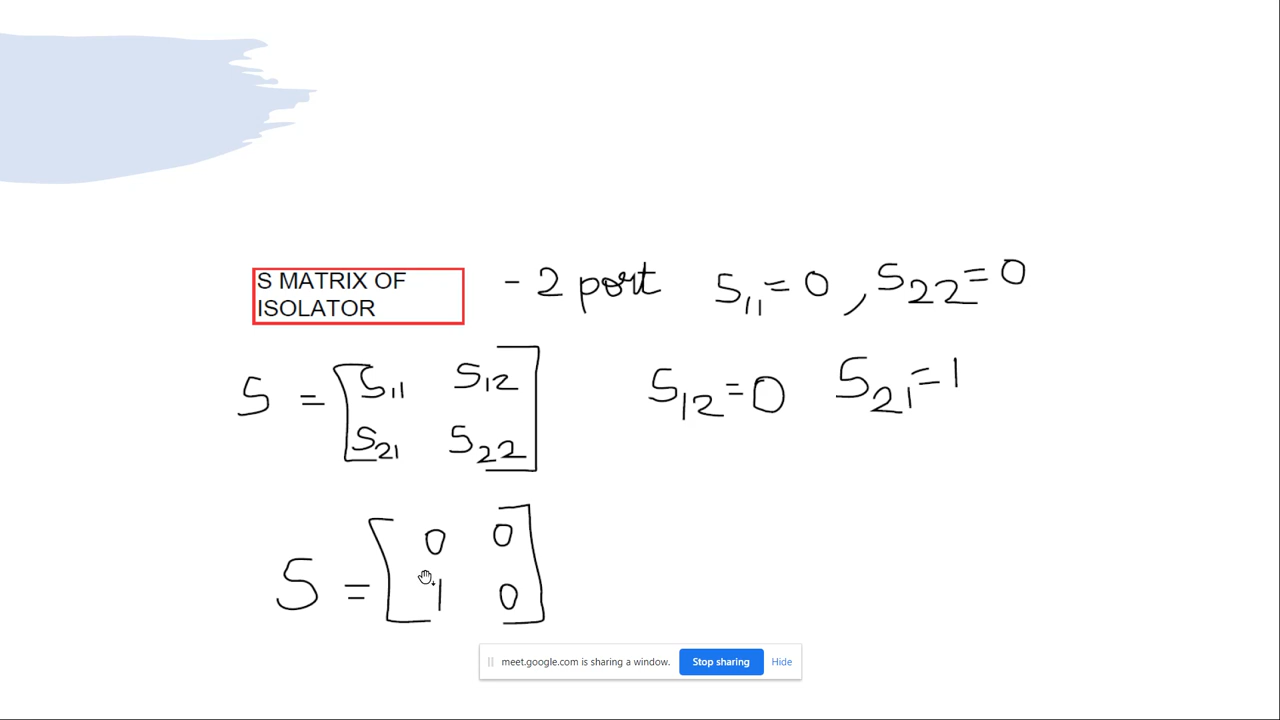 S MATRIX OF
ISOLATOR
- 2 port S11 = 0 , S22 = 0
S = [ S11 S12
S21 S22 ]
S12 = 0 S21 = 1
S = [ 0 0
1 0 ]
meet.google.com is sharing a window. Stop sharing Hide